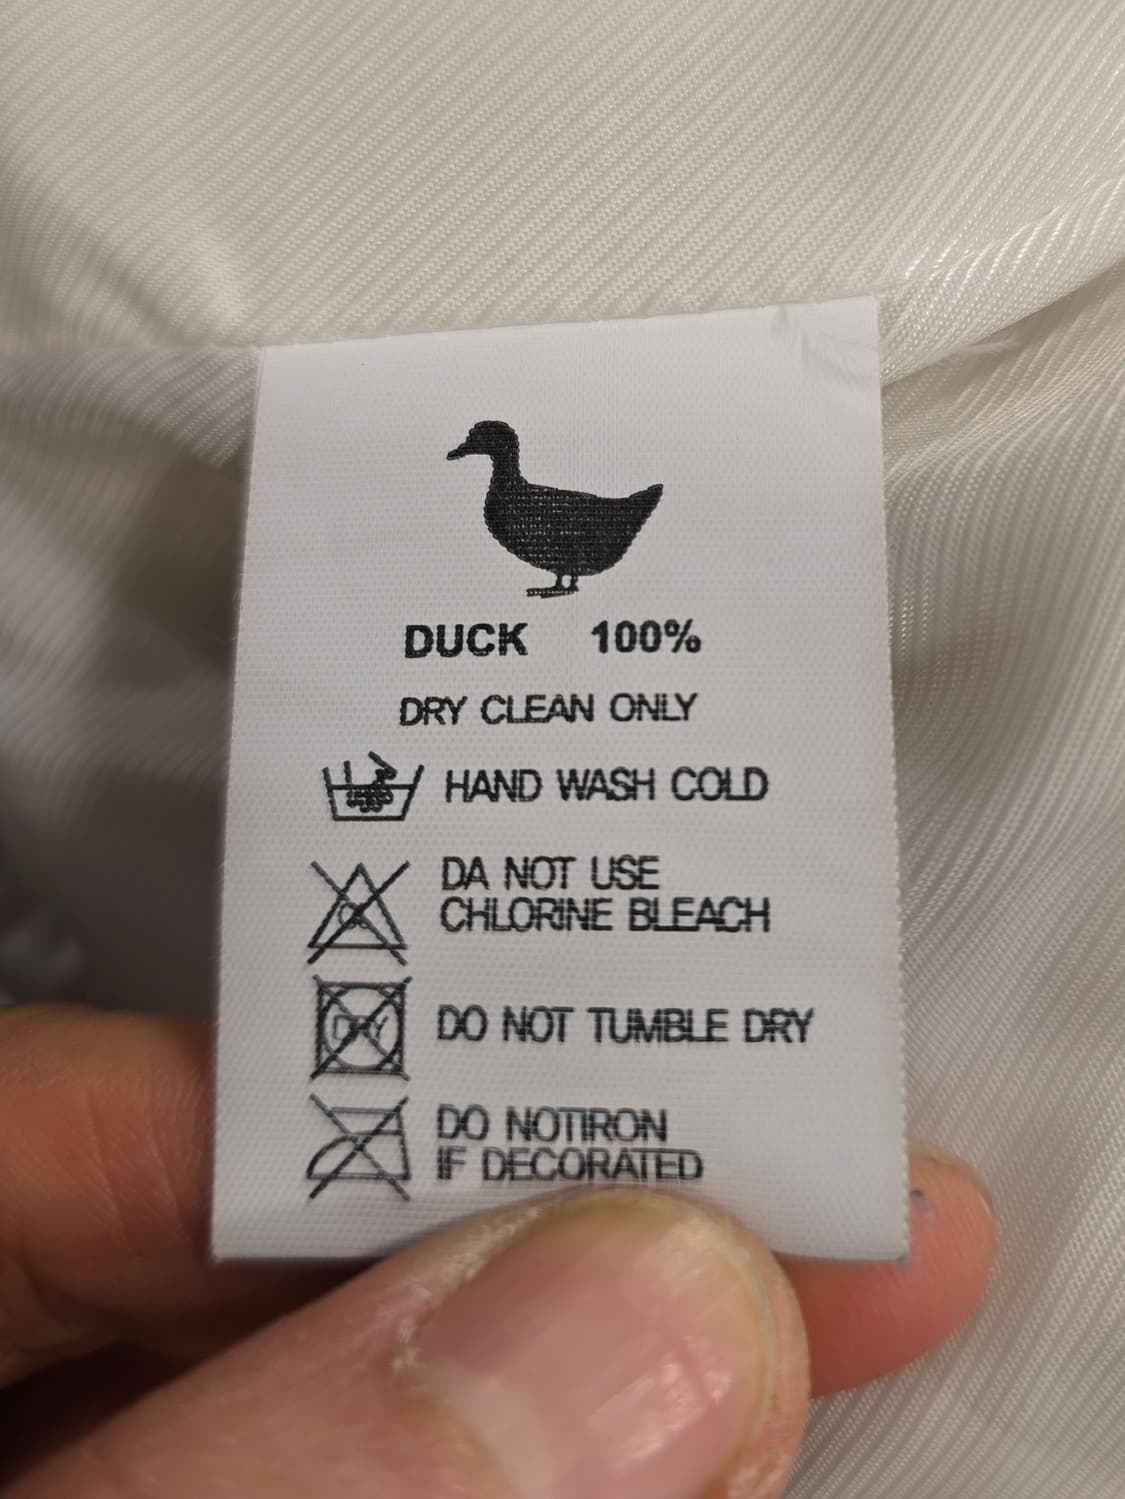 DUCK 100%
DRY CLEAN ONLY
HAND WASH COLD
DA NOT USE
CHLORINE BLEACH
DRY
DO NOT TUMBLE DRY
DO NOTIRON
IF DECORATED